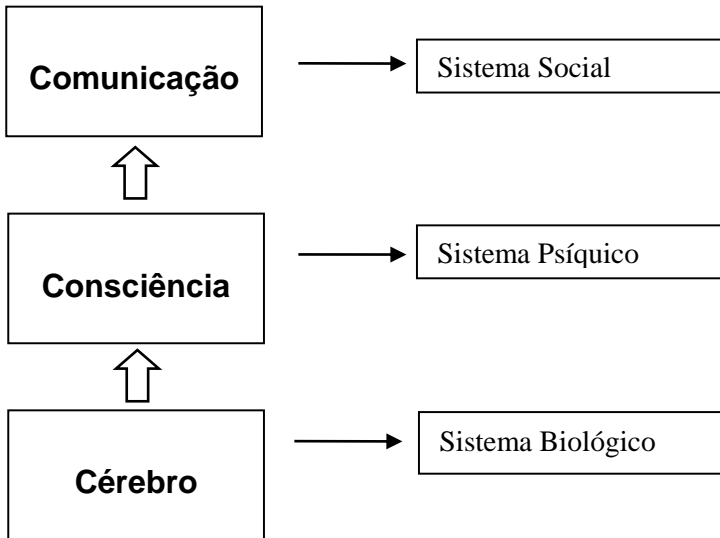 Comunicação
Sistema Social
Consciência
Sistema Psíquico
Cérebro
Sistema Biológico